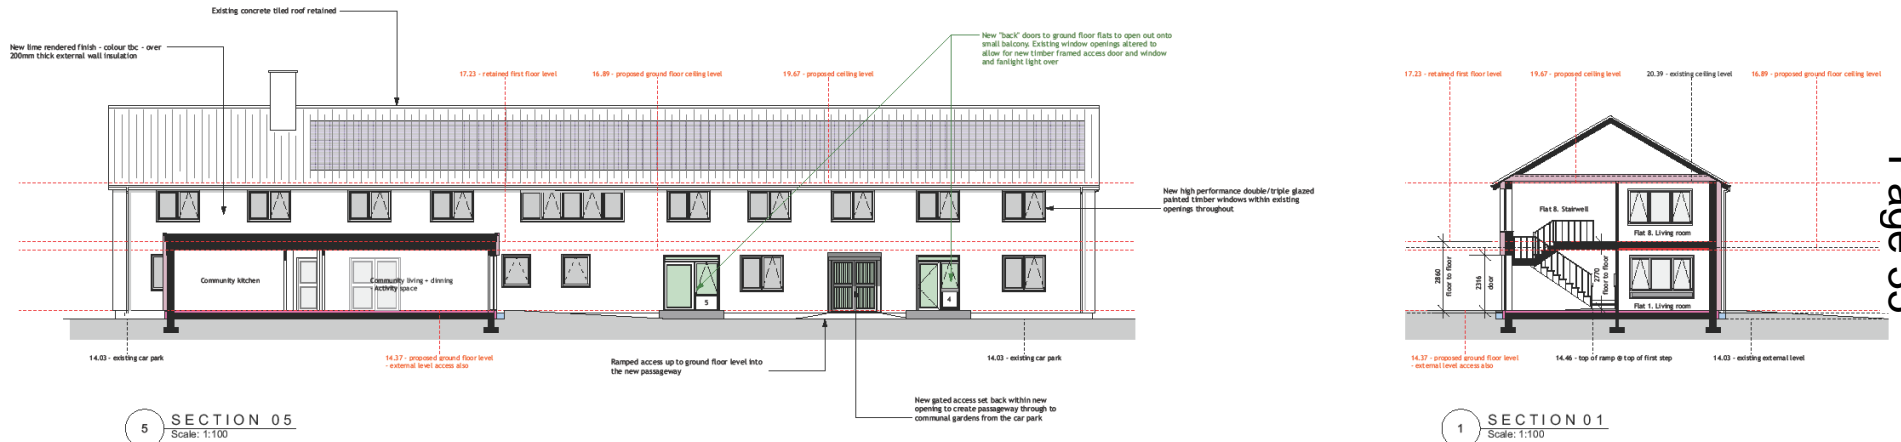 Existing concrete tiled roof retained
New lime rendered finish - colour tbc - over
200mm thick external wall insulation
New "back" doors to ground floor flats to open out onto
small balcony. Existing window openings altered to
allow for new timber framed access door and window
and fanlight light over
17.23 - retained first floor level
16.89 - proposed ground floor ceiling level
19.67 - proposed ceiling level
New high performance double/triple glazed
painted timber windows within existing
openings throughout
Community kitchen
Community living + dinning
- Activity space
5
4
14.03 - existing car park
14.37 - proposed ground floor level
- external level access also
Ramped access up to ground floor level into
the new passageway
14.03 - existing car park
New gated access set back within new
opening to create passageway through to
communal gardens from the car park
5
SECTION 05
Scale: 1:100
17.23 - retained first floor level
19.67 - proposed ceiling level
20.39 - existing ceiling level
16.89 - proposed ground floor ceiling level
Flat 8. Stairwell
Flat 8. Living room
2860
floor to floor
2316
door
2770
floor to floor
Flat 1. Living room
14.37 - proposed ground floor level
- external level access also
14.46 - top of ramp @ top of first step
14.03 - existing external level
1
SECTION 01
Scale: 1:100